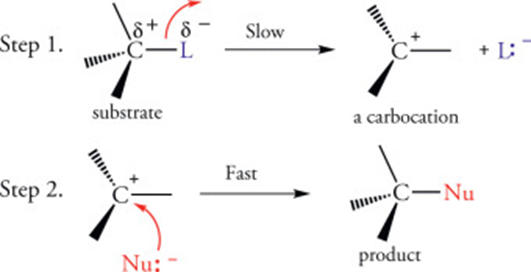 Step 1.
δ+
δ−
C
L
Slow
C
+
+ L:−
substrate
a carbocation
Step 2.
C
+
Fast
C
Nu
Nu:−
product